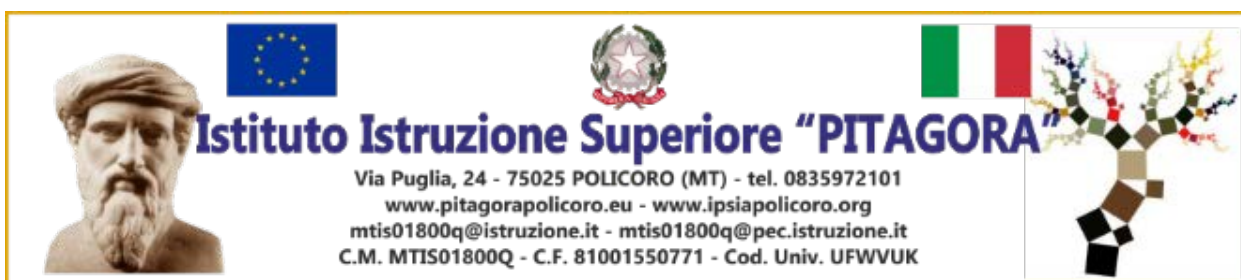 Istituto Istruzione Superiore “PITAGORA”
Via Puglia, 24 - 75025 POLICORO (MT) - tel. 0835972101
www.pitagorapolicoro.eu - www.ipsiapolicoro.org
mtis01800q@istruzione.it - mtis01800q@pec.istruzione.it
C.M. MTIS01800Q - C.F. 81001550771 - Cod. Univ. UFWVUK